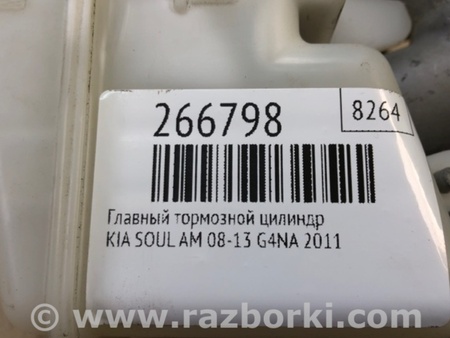 266798
8264
Главный тормозной цилиндр
KIA SOUL AM 08-13 G4NA 2011
© www.razborki.com